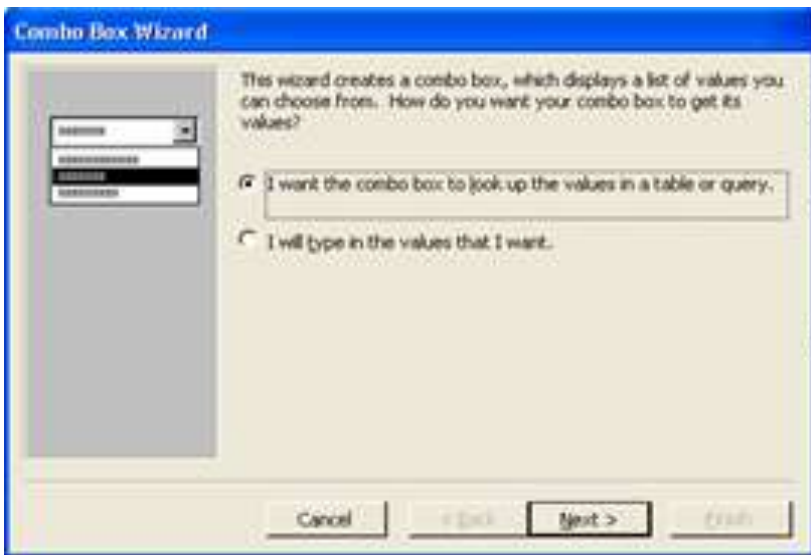 Combo Box Wizard
This wizard creates a combo box, which displays a list of values you
can choose from. How do you want your combo box to get its
values?
I want the combo box to look up the values in a table or query.
I will type in the values that I want.
Cancel
< Back
Next >
Finish